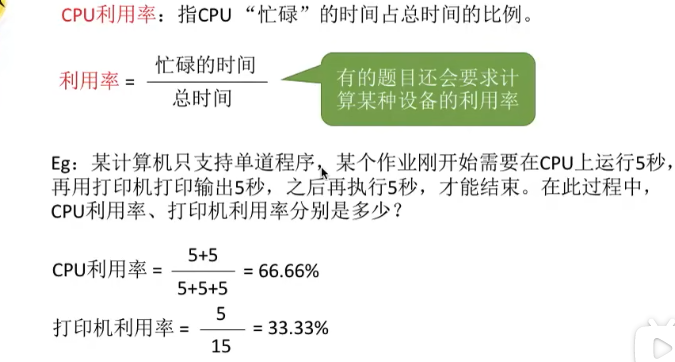 CPU利用率：指CPU “忙碌”的时间占总时间的比例。
利用率 = 忙碌的时间
总时间
有的题目还会要求计
算某种设备的利用率
Eg：某计算机只支持单道程序，某个作业刚开始需要在CPU上运行5秒，
再用打印机打印输出5秒，之后再执行5秒，才能结束。在此过程中，
CPU利用率、打印机利用率分别是多少？
CPU利用率 = 5+5 = 66.66%
5+5+5
打印机利用率 = 5 = 33.33%
15